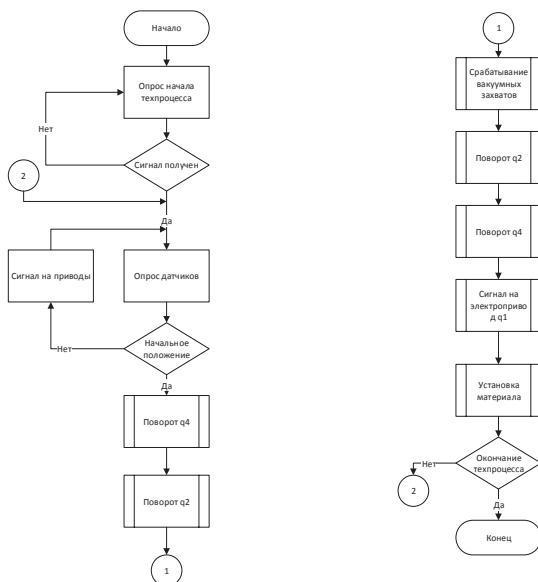 Начало
Опрос начала
техпроцесса
Нет
Сигнал получен
2
Да
Сигнал на приводы
Опрос датчиков
Нет
Начальное
положение
Да
Поворот q4
Поворот q2
1
1
Срабатывание
вакуумных
захватов
Поворот q2
Поворот q4
Сигнал на
электроприво
д q1
Установка
материала
Окончание
техпроцесса
Нет
2
Да
Конец